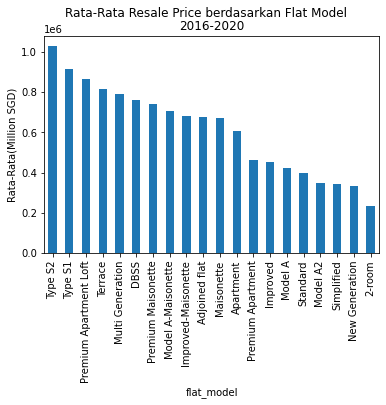 Rata-Rata Resale Price berdasarkan Flat Model
2016-2020
1e6
Rata-Rata(Million SGD)
1.0
0.8
0.6
0.4
0.2
0.0
Type S2
Type S1
Premium Apartment Loft
Terrace
Multi Generation
DBSS
Premium Maisonette
Model A-Maisonette
Improved-Maisonette
Adjoined flat
Maisonette
Apartment
Premium Apartment
Improved
Model A
Standard
Model A2
Simplified
New Generation
2-room
flat_model